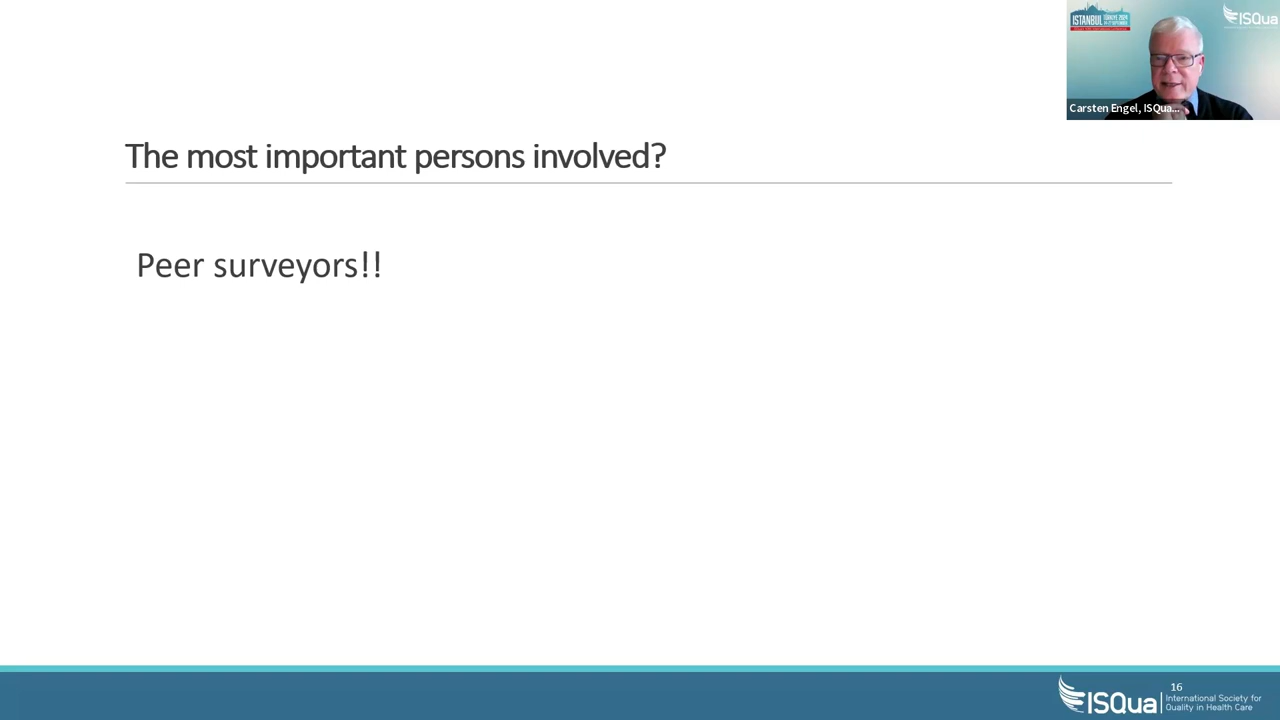 ISTANBUL
ISQua
Carsten Engel, ISQua...
The most important persons involved?
Peer surveyors!!
16
ISQua
International Society for
Quality in Health Care